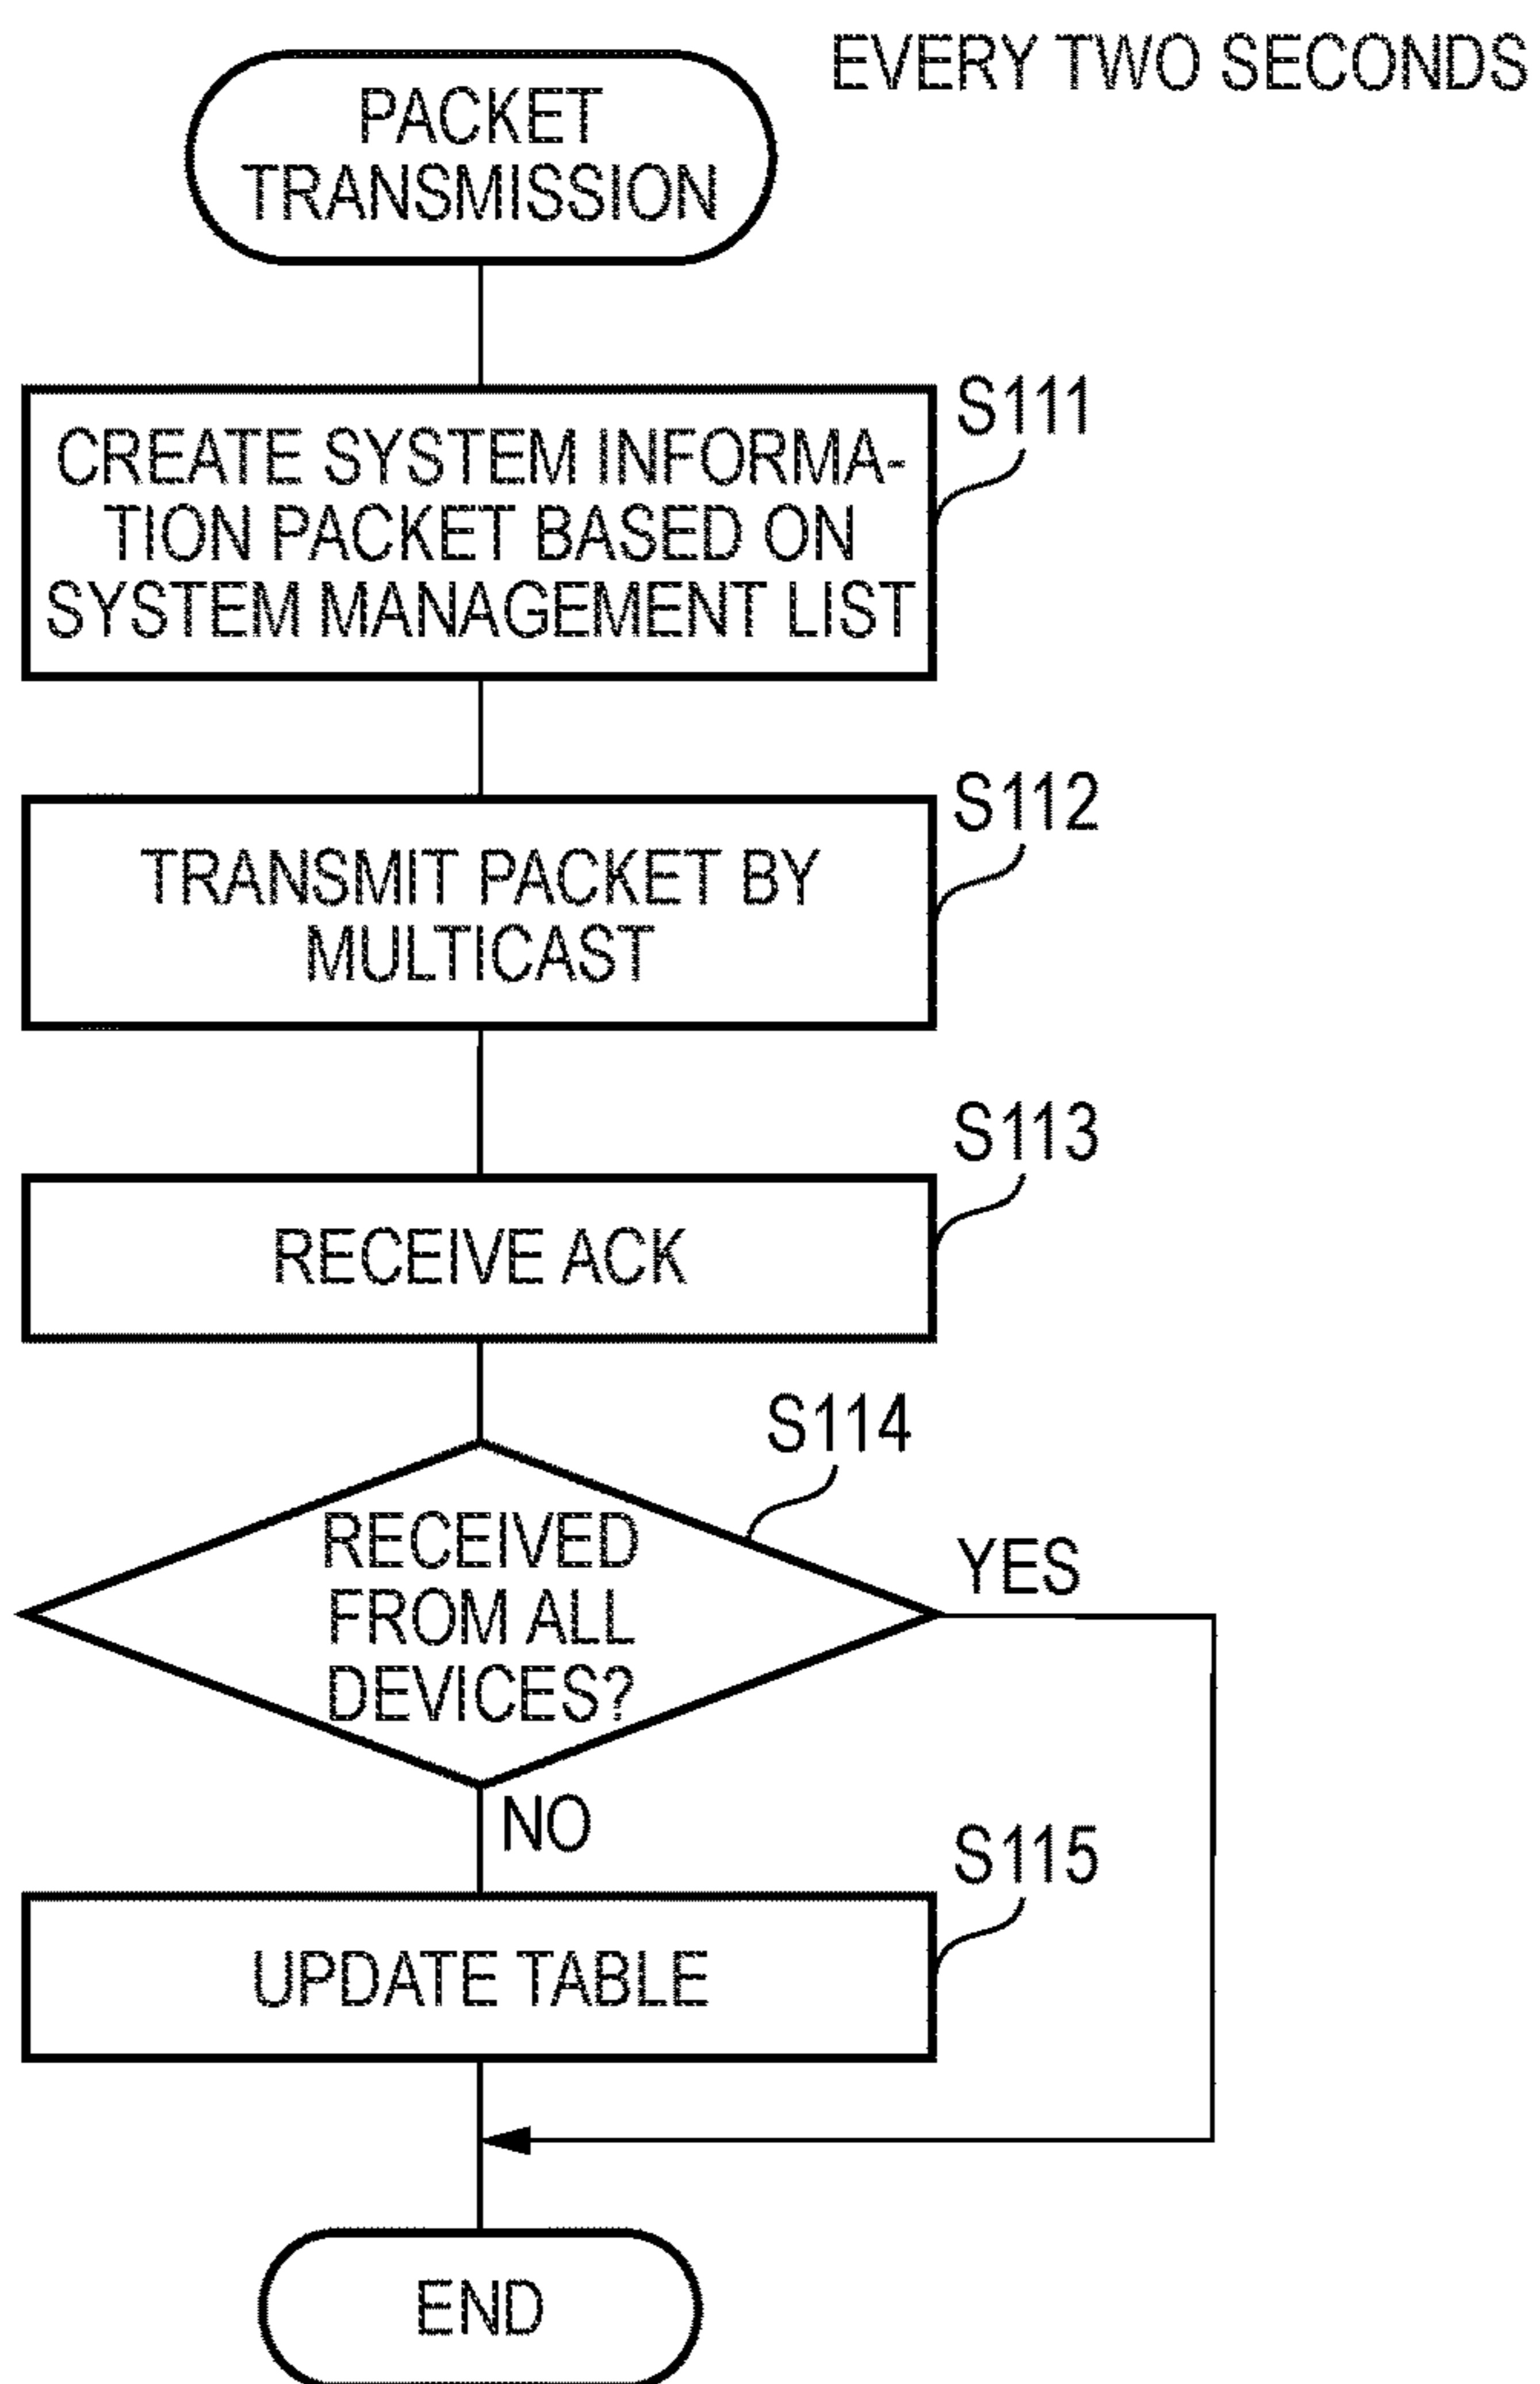 EVERY TWO SECONDS
PACKET
TRANSMISSION
S111
CREATE SYSTEM INFORMA-
TION PACKET BASED ON
SYSTEM MANAGEMENT LIST
S112
TRANSMIT PACKET BY
MULTICAST
S113
RECEIVE ACK
S114
RECEIVED
FROM ALL
DEVICES?
YES
NO
S115
UPDATE TABLE
END